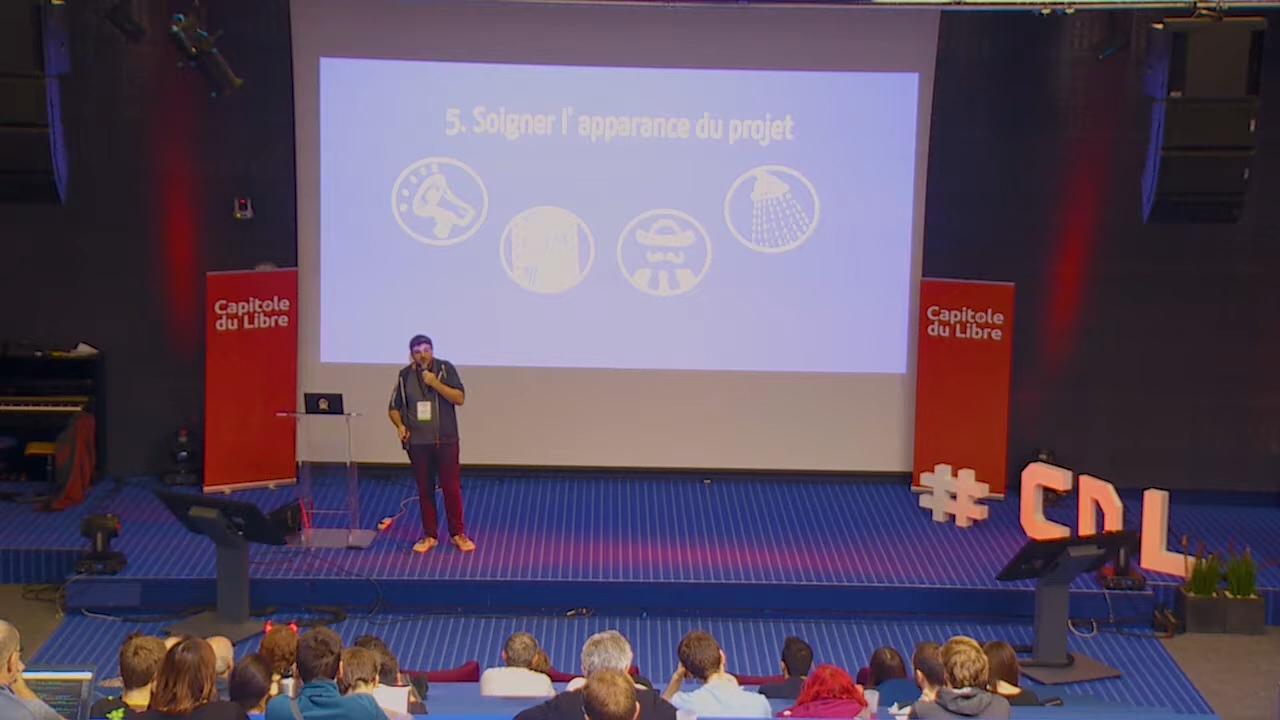 5. Soigner l'apparance du projet
Capitole
du Libre
Capitole
du Libre
#CDL